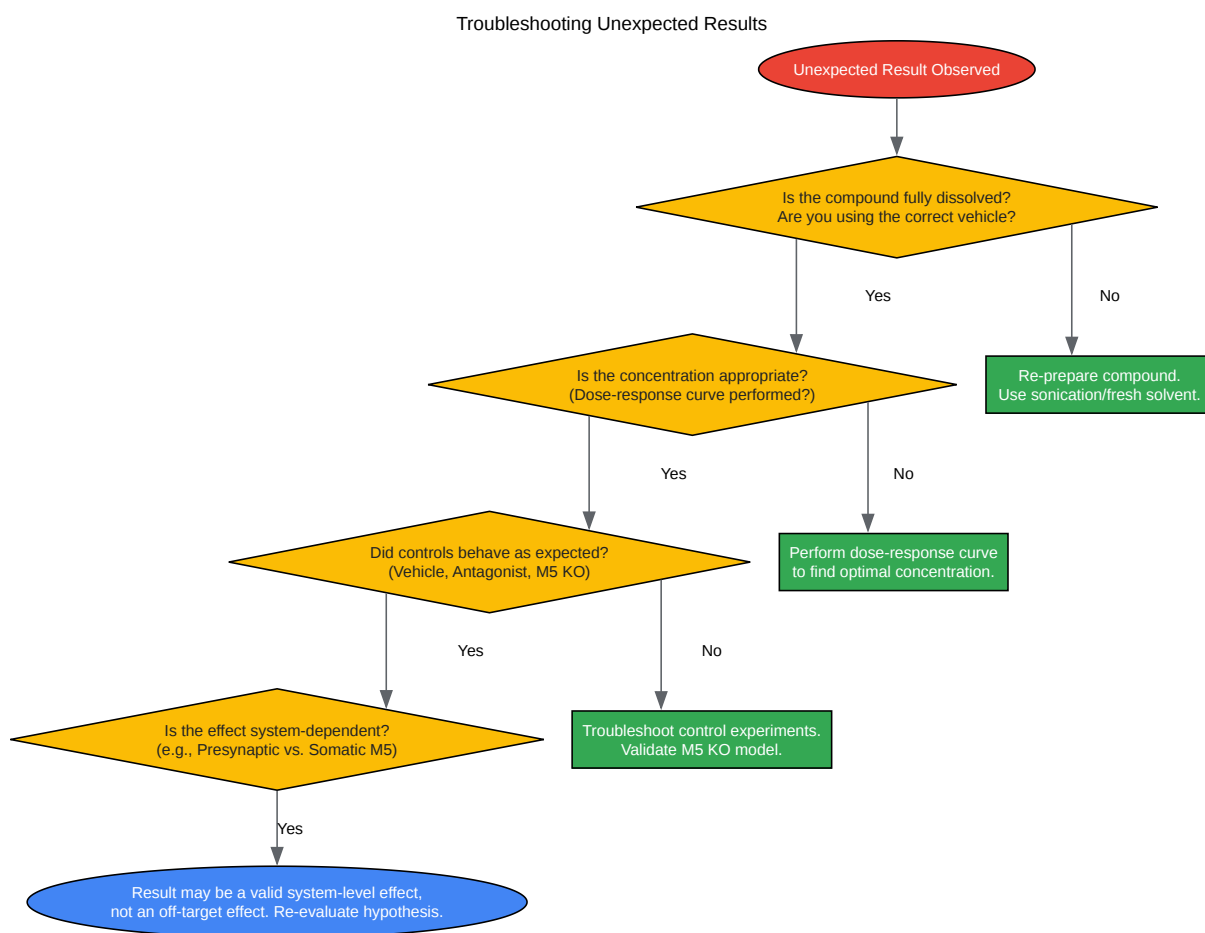 Troubleshooting Unexpected Results
Unexpected Result Observed
Is the compound fully dissolved?
Are you using the correct vehicle?
Yes
No
Is the concentration appropriate?
(Dose-response curve performed?)
Re-prepare compound.
Use sonication/fresh solvent.
Yes
No
Did controls behave as expected?
(Vehicle, Antagonist, M5 KO)
Perform dose-response curve
to find optimal concentration.
Yes
No
Is the effect system-dependent?
(e.g., Presynaptic vs. Somatic M5)
Troubleshoot control experiments.
Validate M5 KO model.
Yes
Result may be a valid system-level effect,
not an off-target effect. Re-evaluate hypothesis.